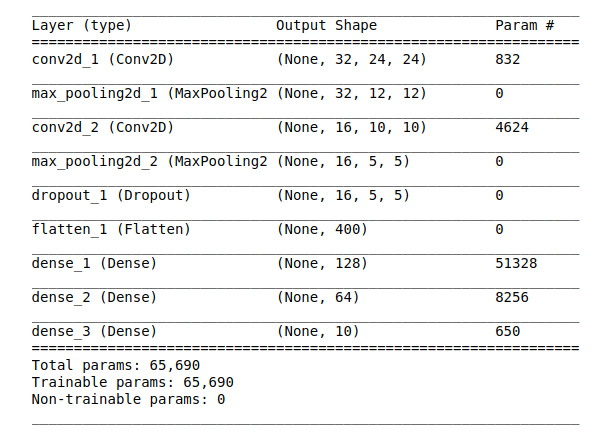 Layer (type) Output Shape Param #
=================================================================
conv2d_1 (Conv2D) (None, 32, 24, 24) 832
max_pooling2d_1 (MaxPooling2 (None, 32, 12, 12) 0
conv2d_2 (Conv2D) (None, 16, 10, 10) 4624
max_pooling2d_2 (MaxPooling2 (None, 16, 5, 5) 0
dropout_1 (Dropout) (None, 16, 5, 5) 0
flatten_1 (Flatten) (None, 400) 0
dense_1 (Dense) (None, 128) 51328
dense_2 (Dense) (None, 64) 8256
dense_3 (Dense) (None, 10) 650
=================================================================
Total params: 65,690
Trainable params: 65,690
Non-trainable params: 0